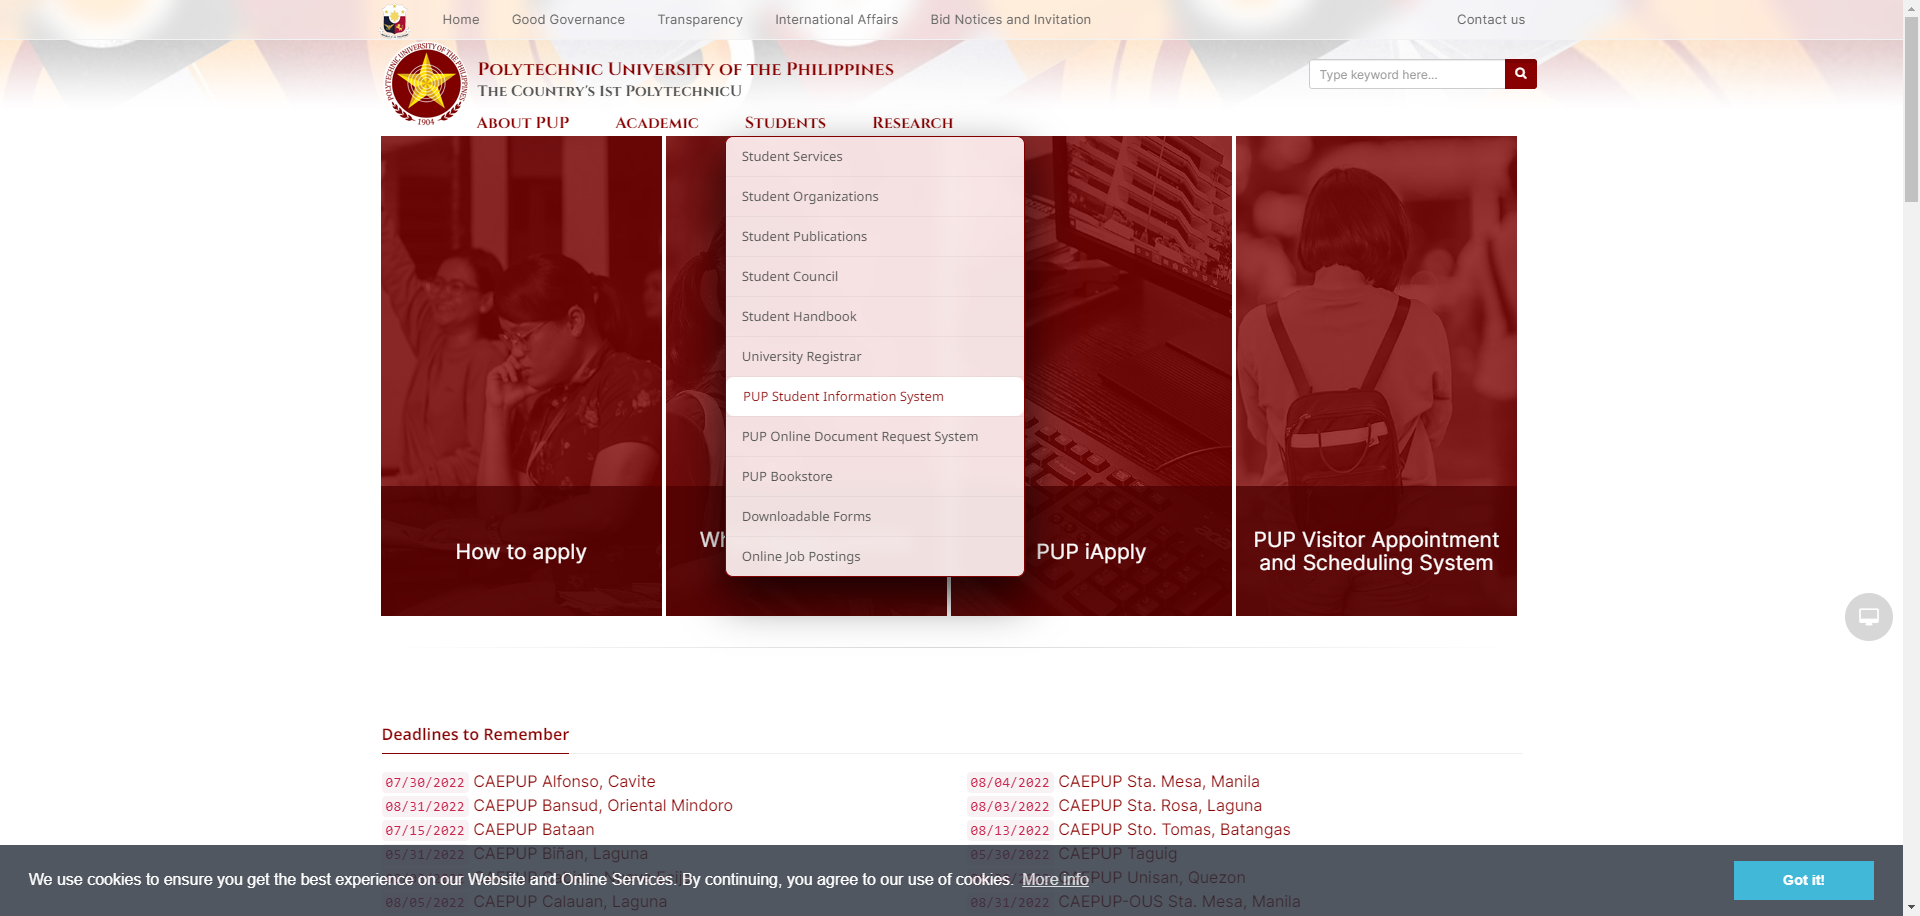 Home
Good Governance
Transparency
International Affairs
Bid Notices and Invitation
Contact us
POLYTECHNIC UNIVERSITY OF THE PHILIPPINES
1904
Polytechnic University of the Philippines
The Country's 1st PolytechnicU
Type keyword here...
About PUP
Academic
Students
Research
Student Services
Student Organizations
Student Publications
Student Council
Student Handbook
University Registrar
PUP Student Information System
PUP Online Document Request System
PUP Bookstore
Downloadable Forms
Online Job Postings
How to apply
PUP iApply
PUP Visitor Appointment
and Scheduling System
Deadlines to Remember
07/30/2022 CAEPUP Alfonso, Cavite
08/31/2022 CAEPUP Bansud, Oriental Mindoro
07/15/2022 CAEPUP Bataan
05/31/2022 CAEPUP Biñan, Laguna
08/05/2022 CAEPUP Calauan, Laguna
08/04/2022 CAEPUP Sta. Mesa, Manila
08/03/2022 CAEPUP Sta. Rosa, Laguna
08/13/2022 CAEPUP Sto. Tomas, Batangas
05/30/2022 CAEPUP Taguig
CAEPUP Unisan, Quezon
08/31/2022 CAEPUP-OUS Sta. Mesa, Manila
We use cookies to ensure you get the best experience on our Website and Online Services. By continuing, you agree to our use of cookies. More info
Got it!